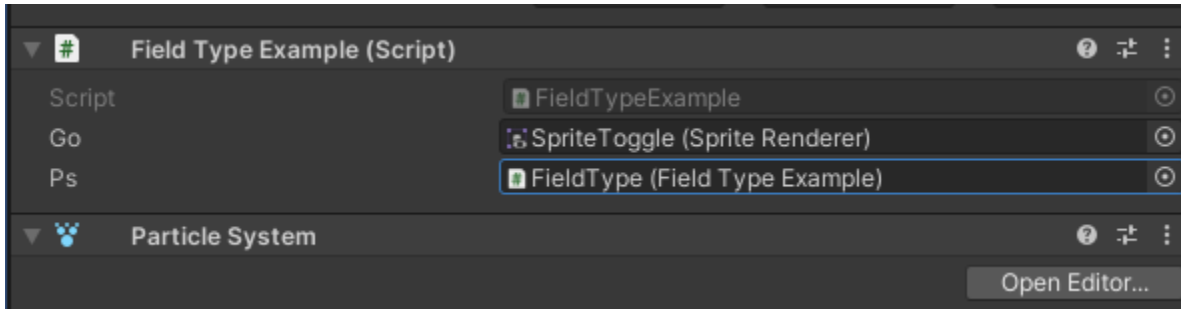 Field Type Example (Script)
Script FieldTypeExample
Go SpriteToggle (Sprite Renderer)
Ps FieldType (Field Type Example)
Particle System
Open Editor...